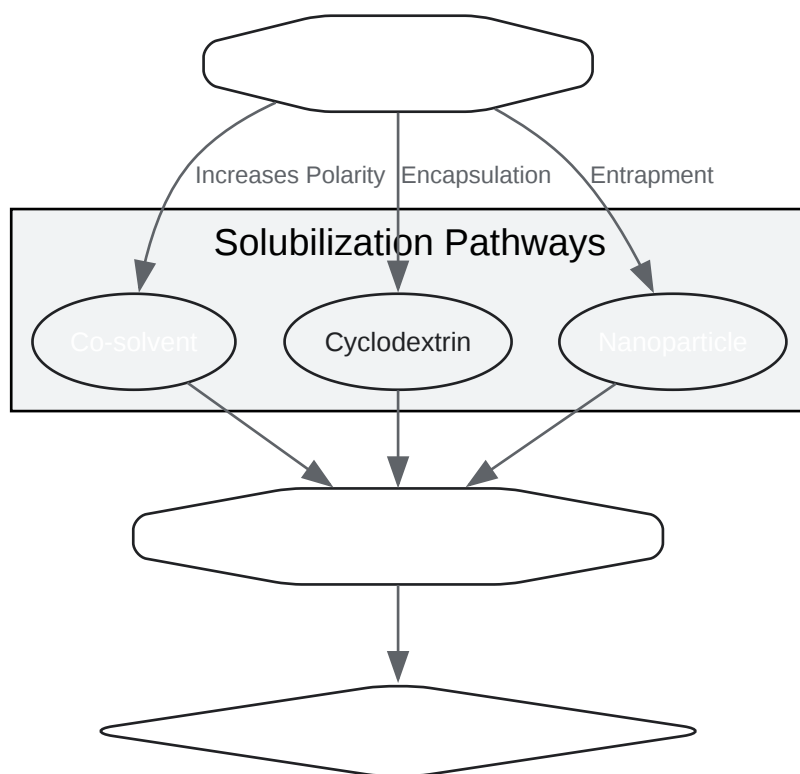 Increases Polarity
Encapsulation
Entrapment
Solubilization Pathways
Co-solvent
Cyclodextrin
Nanoparticle